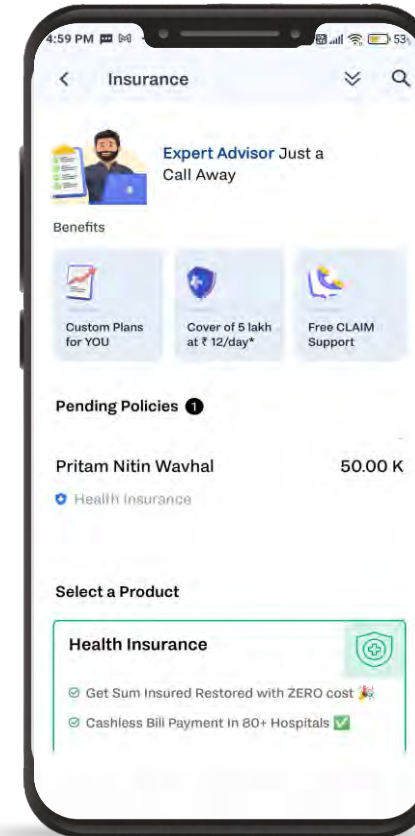 4:59 PM
53
Insurance
Expert Advisor Just a
Call Away
Benefits
Custom Plans
for YOU
Cover of 5 lakh
at ₹ 12/day*
Free CLAIM
Support
Pending Policies 1
Pritam Nitin Wavhal 50.00 K
Health Insurance
Select a Product
Health Insurance
Get Sum Insured Restored with ZERO cost 🎉
Cashless Bill Payment In 80+ Hospitals ✅